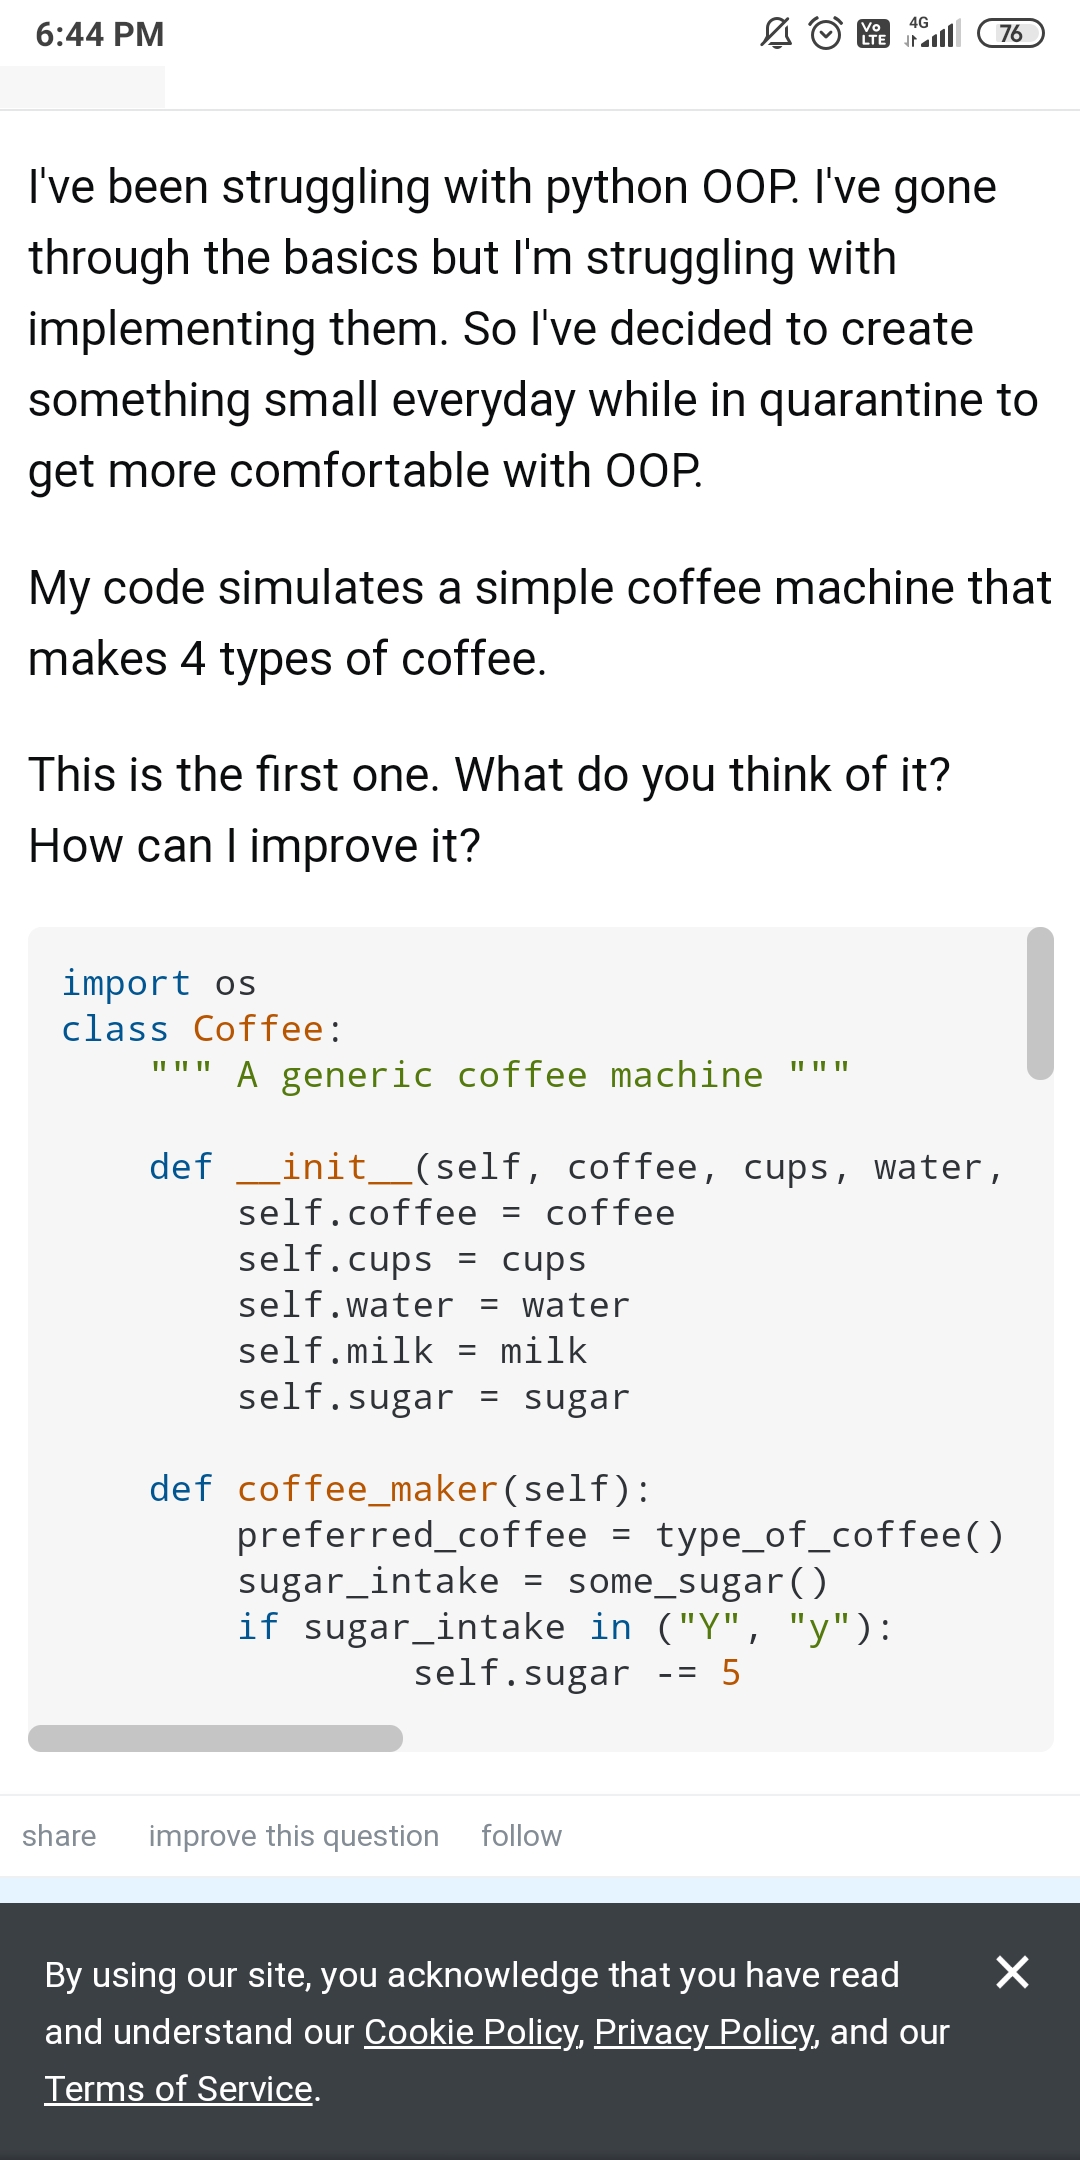 6:44 PM
Vo LTE
4G
76
I've been struggling with python OOP. I've gone
through the basics but I'm struggling with
implementing them. So I've decided to create
something small everyday while in quarantine to
get more comfortable with OOP.
My code simulates a simple coffee machine that
makes 4 types of coffee.
This is the first one. What do you think of it?
How can I improve it?
import os
class Coffee:
    """ A generic coffee machine """
    def __init__(self, coffee, cups, water,
        self.coffee = coffee
        self.cups = cups
        self.water = water
        self.milk = milk
        self.sugar = sugar
    def coffee_maker(self):
        preferred_coffee = type_of_coffee()
        sugar_intake = some_sugar()
        if sugar_intake in ("Y", "y"):
                self.sugar -= 5
share improve this question follow
By using our site, you acknowledge that you have read
and understand our Cookie Policy, Privacy Policy, and our
Terms of Service.